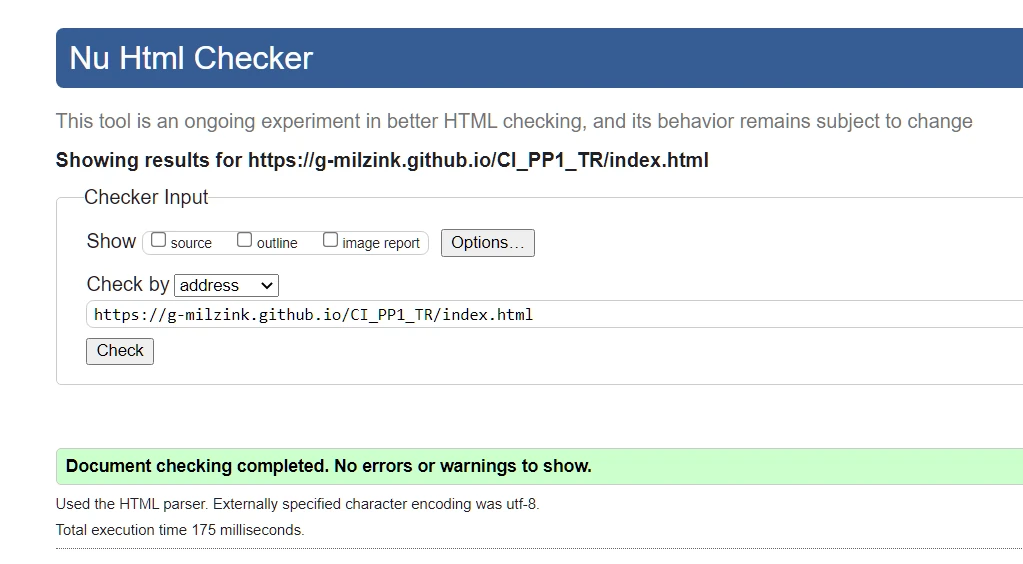 Nu Html Checker
This tool is an ongoing experiment in better HTML checking, and its behavior remains subject to change
Showing results for https://g-milzink.github.io/CI_PP1_TR/index.html
Checker Input
Show source outline image report Options...
Check by address
https://g-milzink.github.io/CI_PP1_TR/index.html
Check
Document checking completed. No errors or warnings to show.
Used the HTML parser. Externally specified character encoding was utf-8.
Total execution time 175 milliseconds.